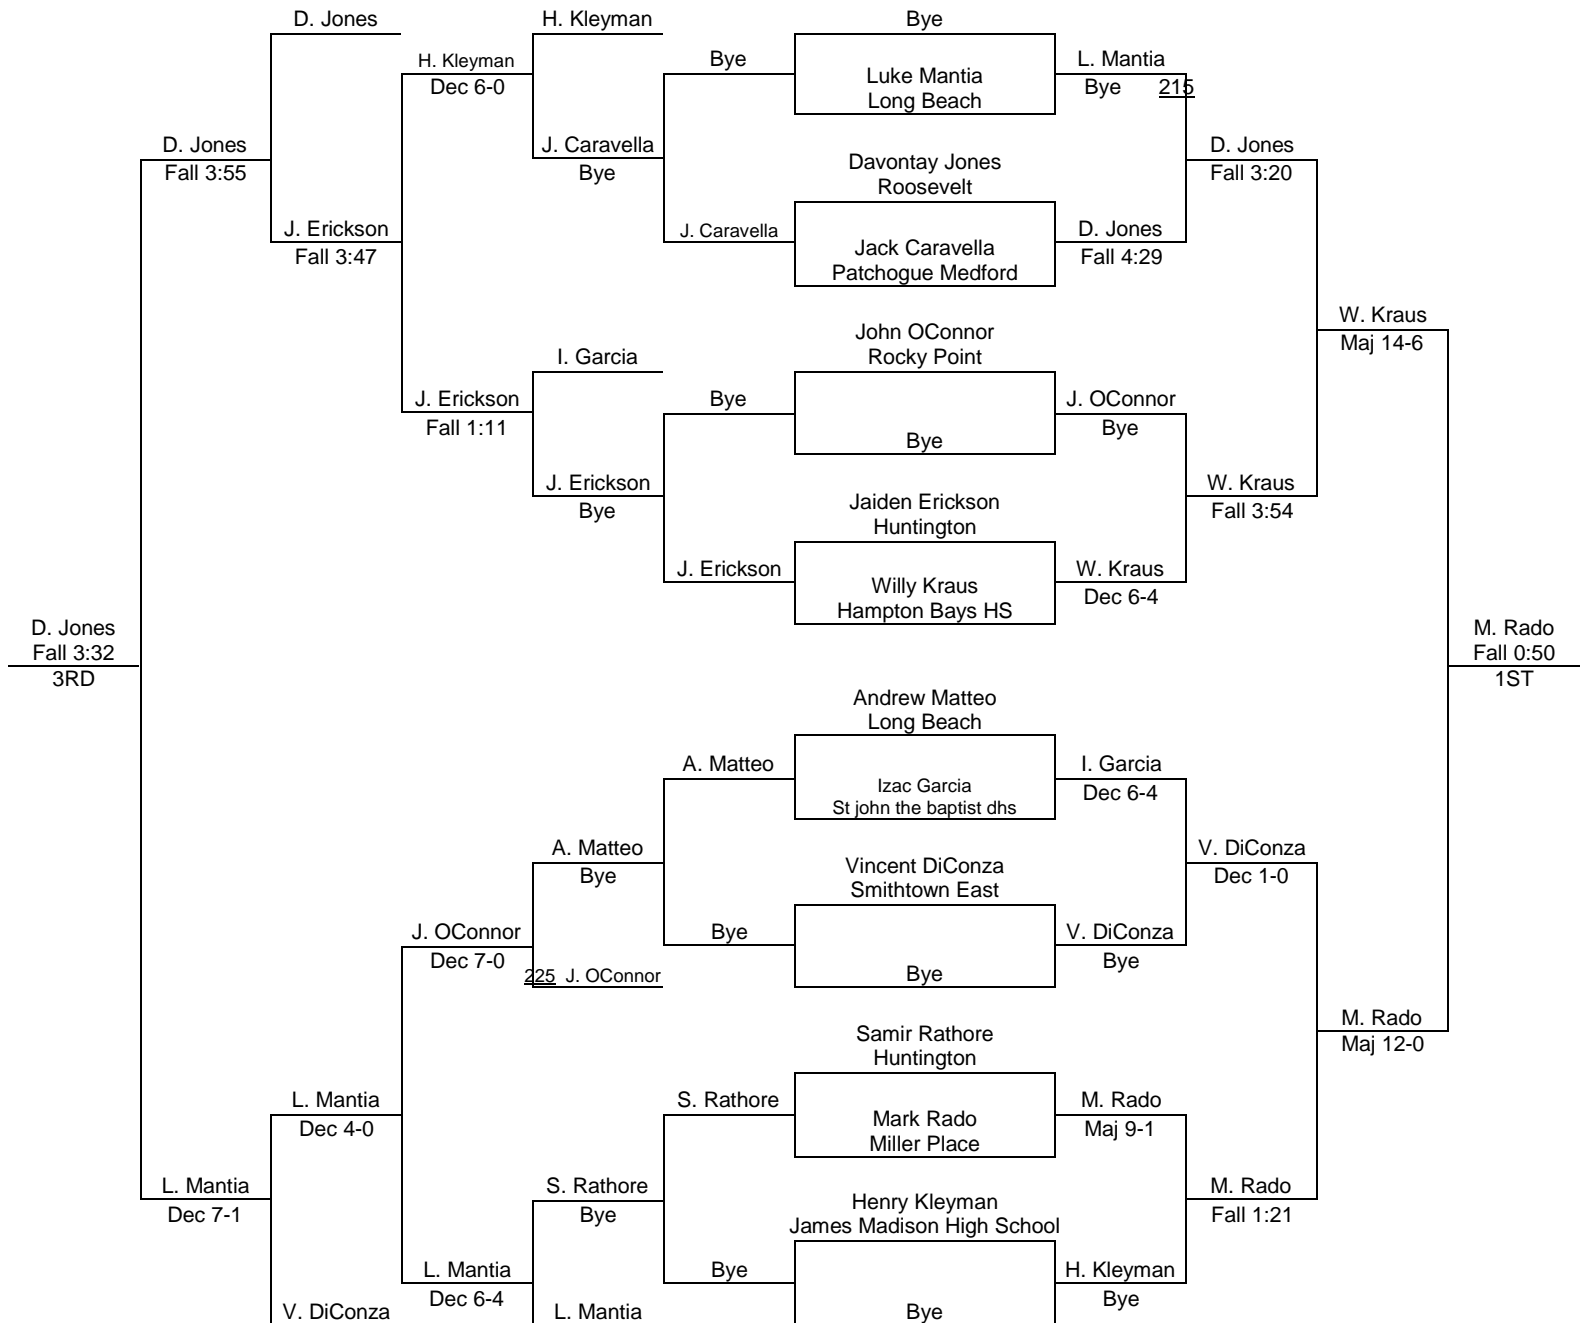 D. Jones
H. Kleyman
Bye
H. Kleyman
Dec 6-0
Bye
Luke Mantia
Long Beach
L. Mantia
Bye
215
D. Jones
Fall 3:55
J. Caravella
Bye
Davontay Jones
Roosevelt
D. Jones
Fall 3:20
J. Erickson
Fall 3:47
J. Caravella
Jack Caravella
Patchogue Medford
D. Jones
Fall 4:29
W. Kraus
Maj 14-6
John OConnor
Rocky Point
I. Garcia
J. Erickson
Fall 1:11
Bye
Bye
J. OConnor
Bye
J. Erickson
Bye
Jaiden Erickson
Huntington
W. Kraus
Fall 3:54
J. Erickson
Willy Kraus
Hampton Bays HS
W. Kraus
Dec 6-4
D. Jones
Fall 3:32
3RD
M. Rado
Fall 0:50
1ST
Andrew Matteo
Long Beach
A. Matteo
Izac Garcia
St john the baptist dhs
I. Garcia
Dec 6-4
A. Matteo
Bye
Vincent DiConza
Smithtown East
V. DiConza
Dec 1-0
J. OConnor
Dec 7-0
225 J. OConnor
Bye
Bye
V. DiConza
Bye
M. Rado
Maj 12-0
Samir Rathore
Huntington
L. Mantia
Dec 4-0
S. Rathore
Mark Rado
Miller Place
M. Rado
Maj 9-1
L. Mantia
Dec 7-1
S. Rathore
Bye
Henry Kleyman
James Madison High School
M. Rado
Fall 1:21
L. Mantia
Dec 6-4
Bye
Bye
H. Kleyman
Bye
V. DiConza
L. Mantia